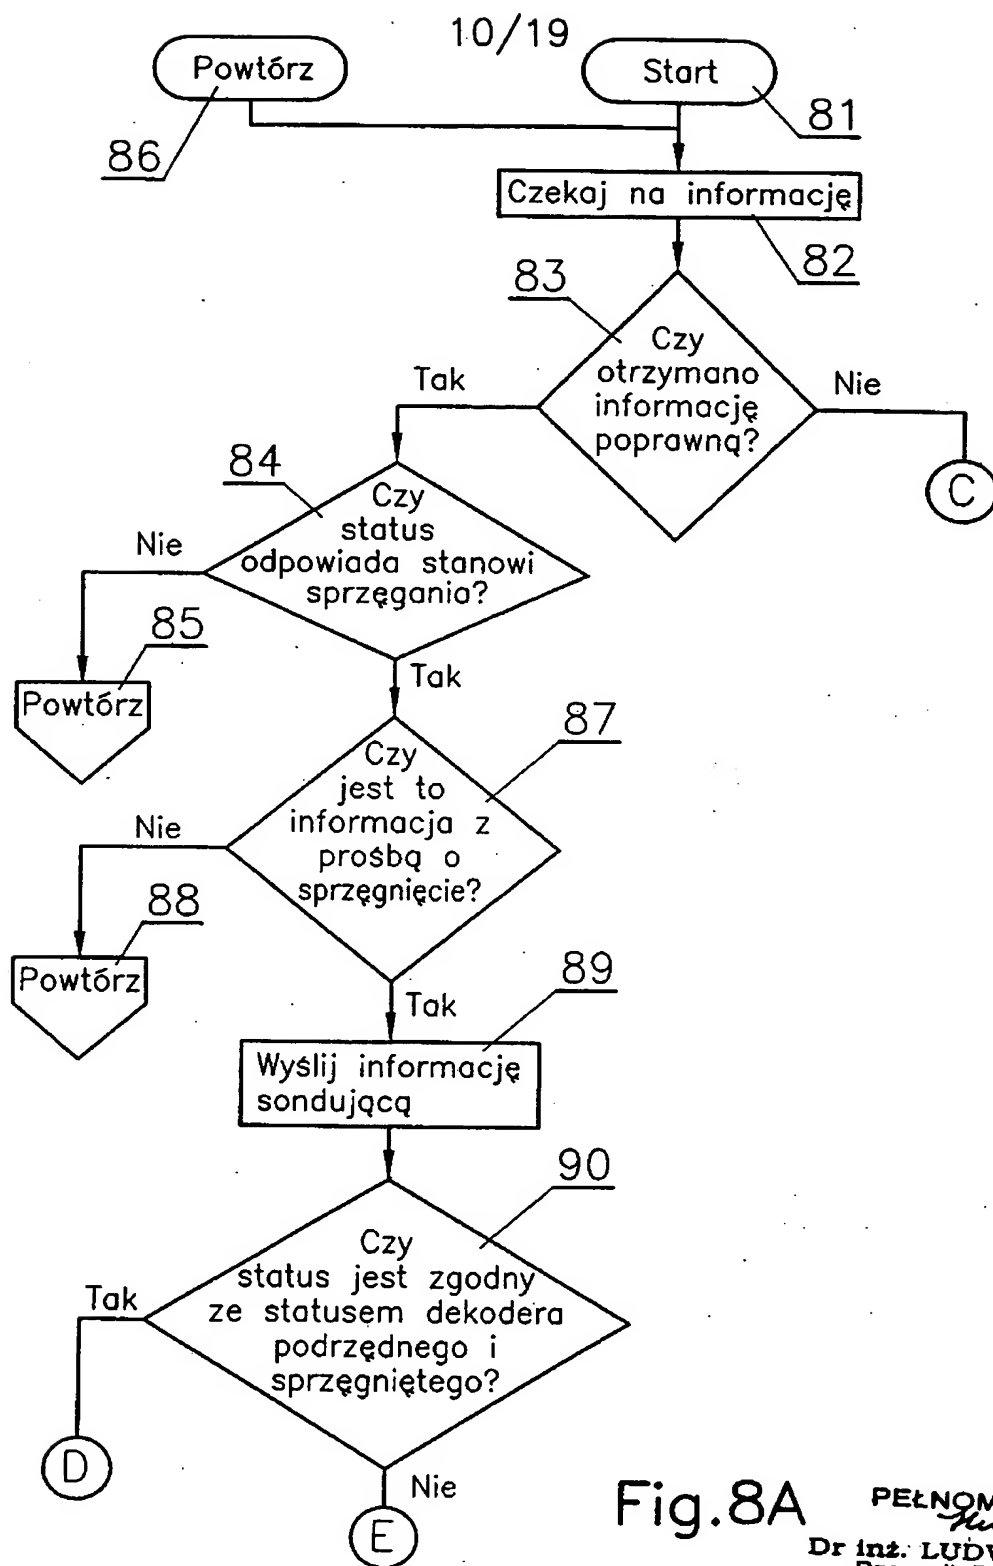 10/19
Powtórz
Start
86
81
Czekaj na informację
82
83
Czy
otrzymano
informację
poprawną?
Tak
Nie
C
84
Czy
status
odpowiada stanowi
sprzęgania?
Nie
85
Powtórz
Tak
87
Czy
jest to
informacja z
prośbą o
sprzęgnięcie?
Nie
88
Powtórz
Tak
89
Wyślij informację
sondującą
90
Czy
status jest zgodny
ze statusem dekodera
podrzędnego i
sprzęgniętego?
Tak
D
Nie
E
Fig.8A
Dr inż.